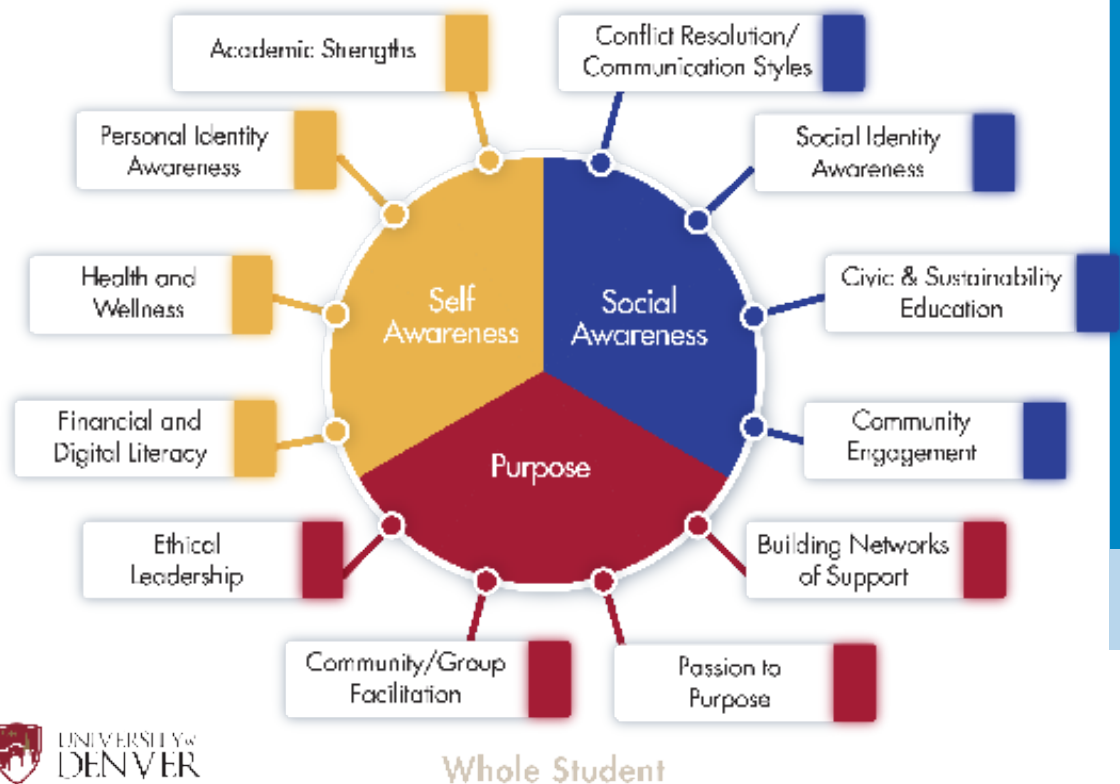 Academic Strengths
Conflict Resolution/
Communication Styles
Personal Identity
Awareness
Social Identity
Awareness
Health and
Wellness
Self
Awareness
Social
Awareness
Civic & Sustainability
Education
Financial and
Digital Literacy
Community
Engagement
Purpose
Ethical
Leadership
Building Networks
of Support
Community/Group
Facilitation
Passion to
Purpose
UNIVERSITY of
DENVER
Whole Student